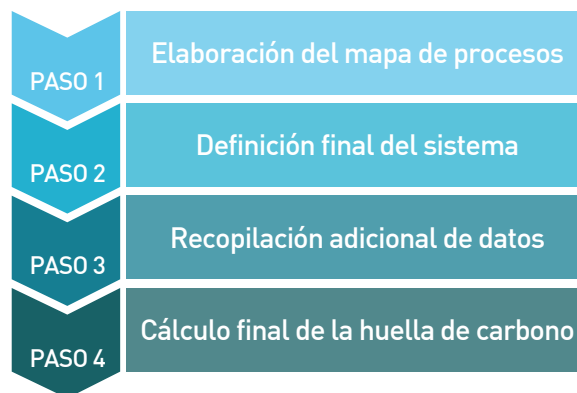 PASO 1
Elaboración del mapa de procesos
PASO 2
Definición final del sistema
PASO 3
Recopilación adicional de datos
PASO 4
Cálculo final de la huella de carbono